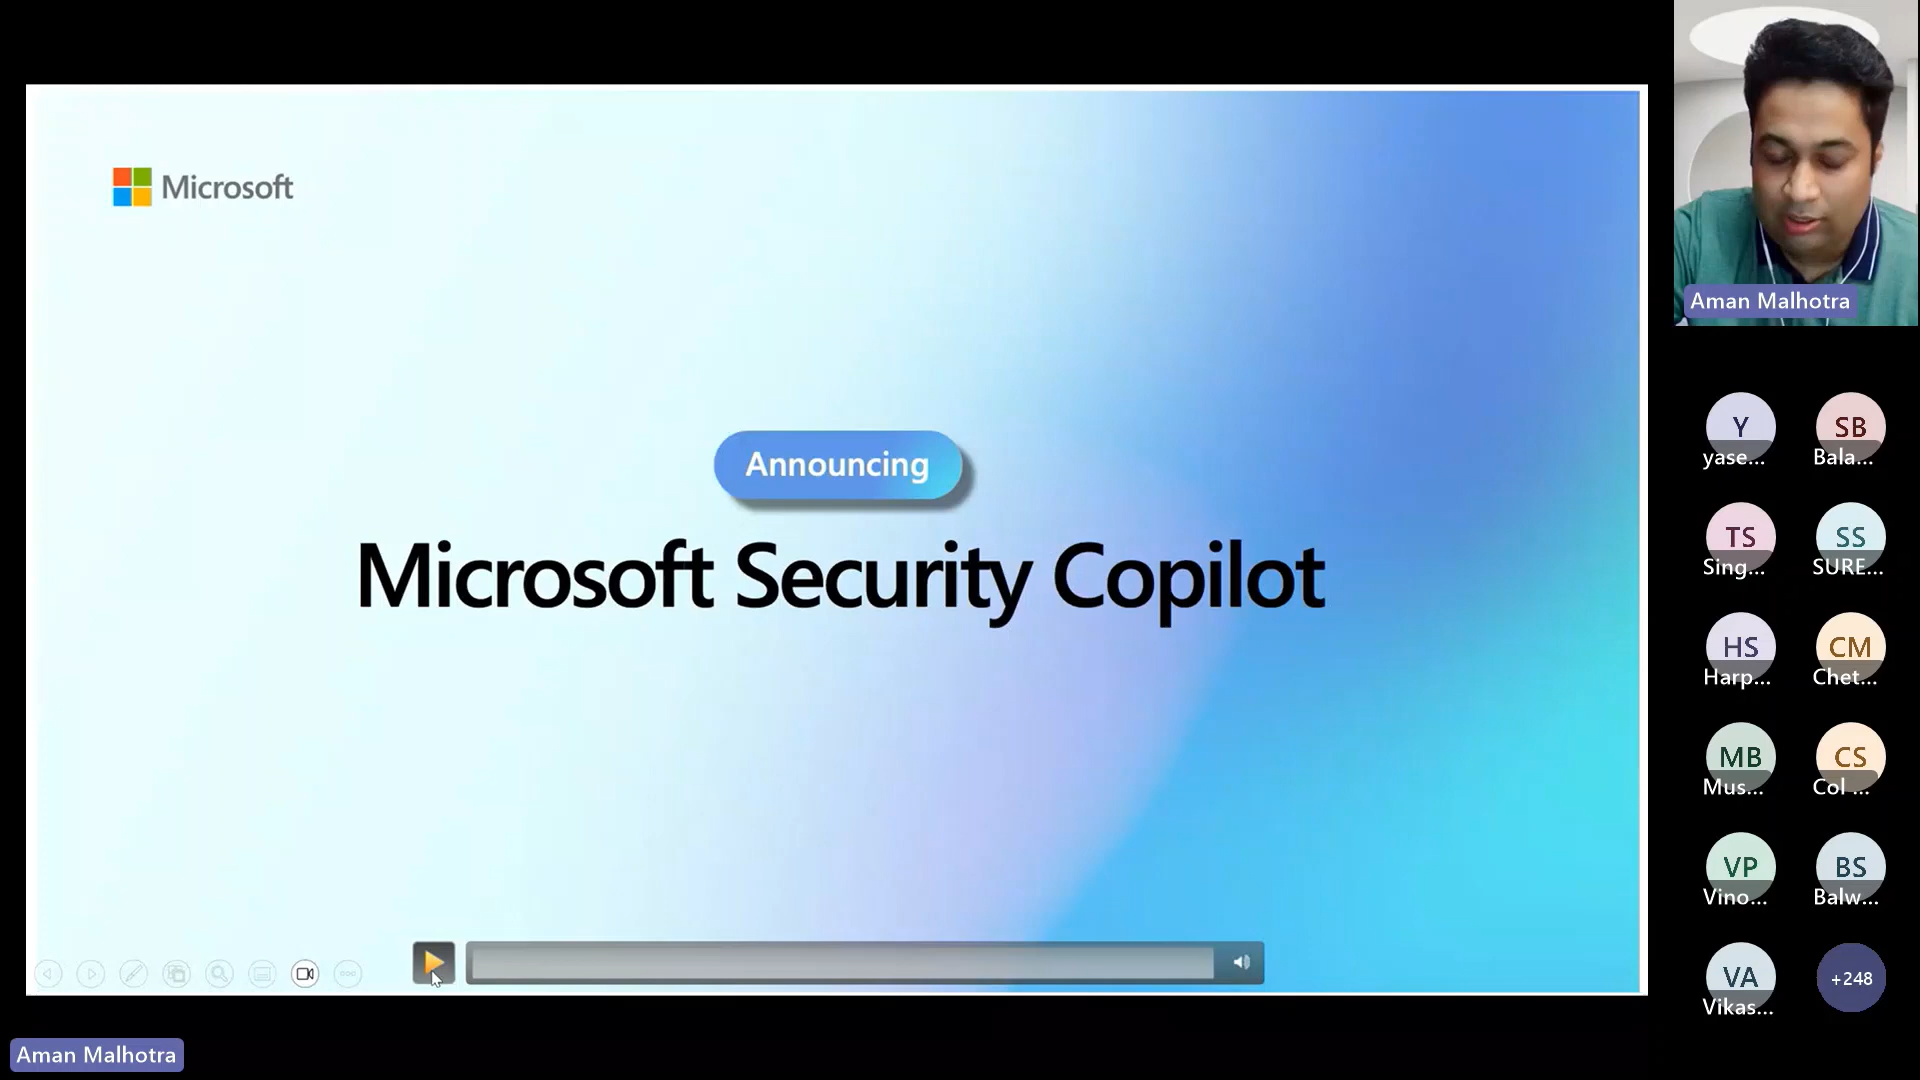 Microsoft
Announcing
Microsoft Security Copilot
Aman Malhotra
Aman Malhotra
Y
yase...
SB
Bala...
TS
Sing...
SS
SURE...
HS
Harp...
CM
Chet...
MB
Mus...
CS
Col ...
VP
Vino...
BS
Balw...
VA
Vikas...
+248